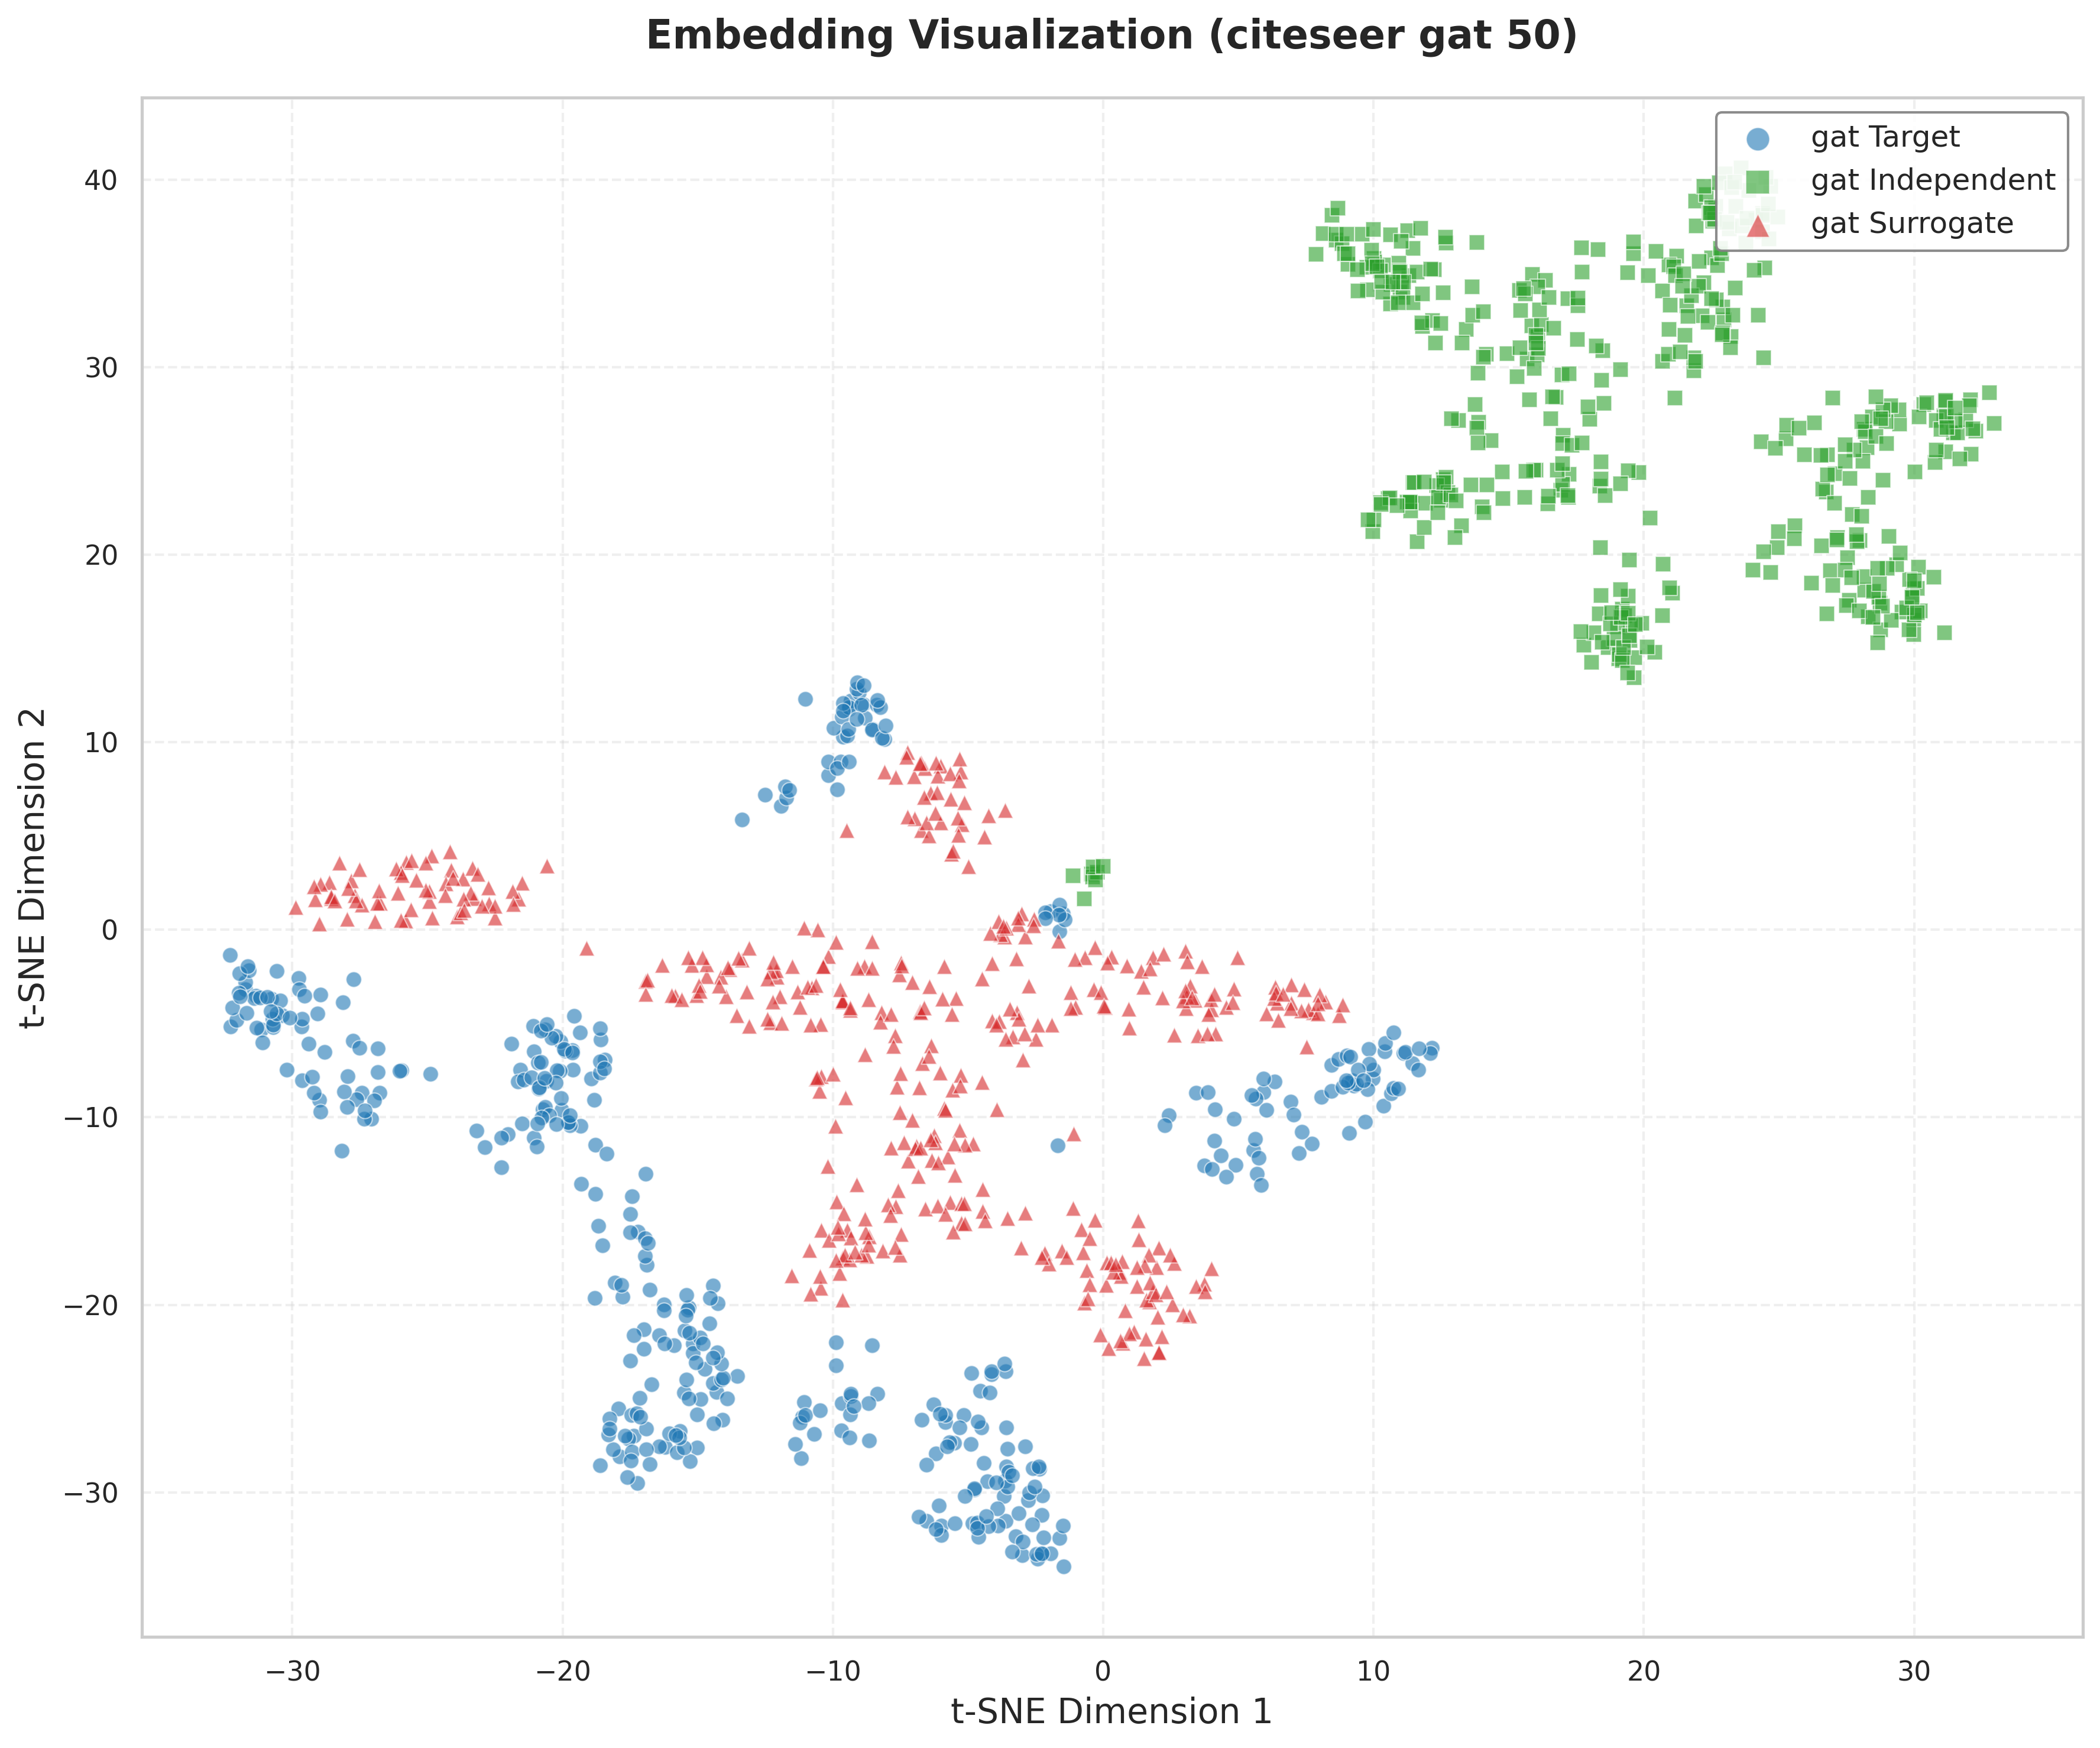 Embedding Visualization (citeseer gat 50)
gat Target
gat Independent
gat Surrogate
40
30
20
10
0
−10
−20
−30
t-SNE Dimension 2
−30
−20
−10
0
10
20
30
t-SNE Dimension 1